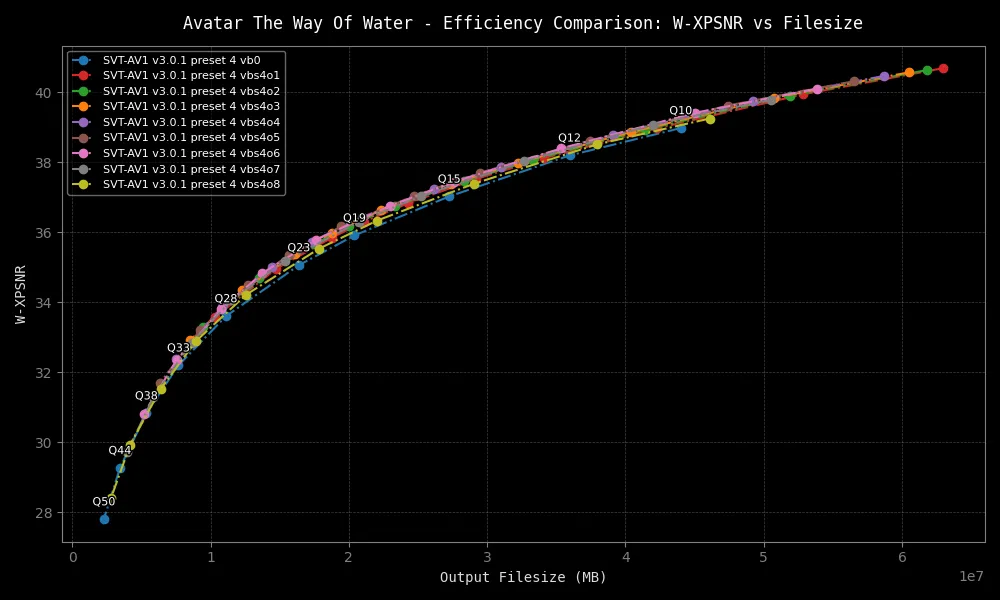 Avatar The Way Of Water - Efficiency Comparison: W-XPSNR vs Filesize
SVT-AV1 v3.0.1 preset 4 vb0
SVT-AV1 v3.0.1 preset 4 vbs4o1
SVT-AV1 v3.0.1 preset 4 vbs4o2
SVT-AV1 v3.0.1 preset 4 vbs4o3
SVT-AV1 v3.0.1 preset 4 vbs4o4
SVT-AV1 v3.0.1 preset 4 vbs4o5
SVT-AV1 v3.0.1 preset 4 vbs4o6
SVT-AV1 v3.0.1 preset 4 vbs4o7
SVT-AV1 v3.0.1 preset 4 vbs4o8
40
38
36
34
32
30
28
W-XPSNR
Q10
Q12
Q15
Q19
Q23
Q28
Q33
Q38
Q44
Q50
0 1 2 3 4 5 6
1e7
Output Filesize (MB)